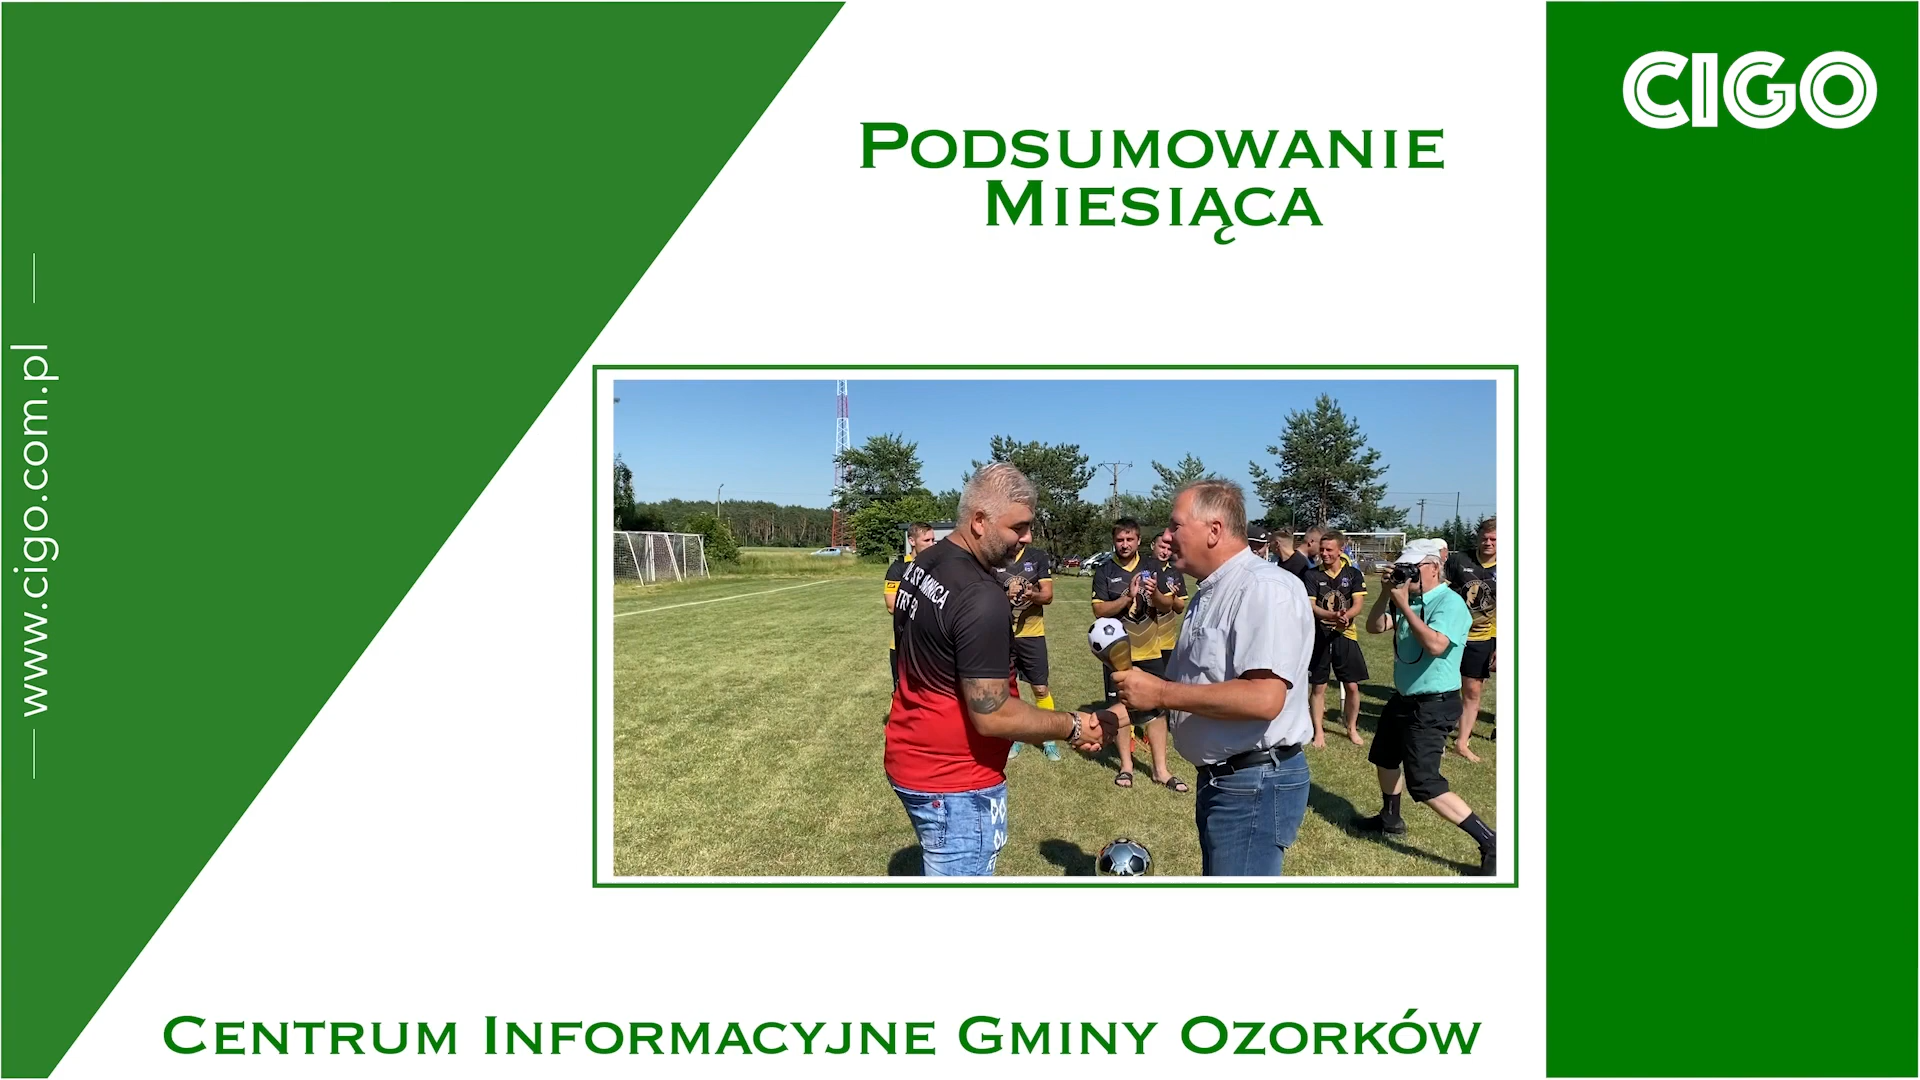 CIGO
PODSUMOWANIE
MIESIĄCA
www.cigo.com.pl
CENTRUM INFORMACYJNE GMINY OZORKÓW